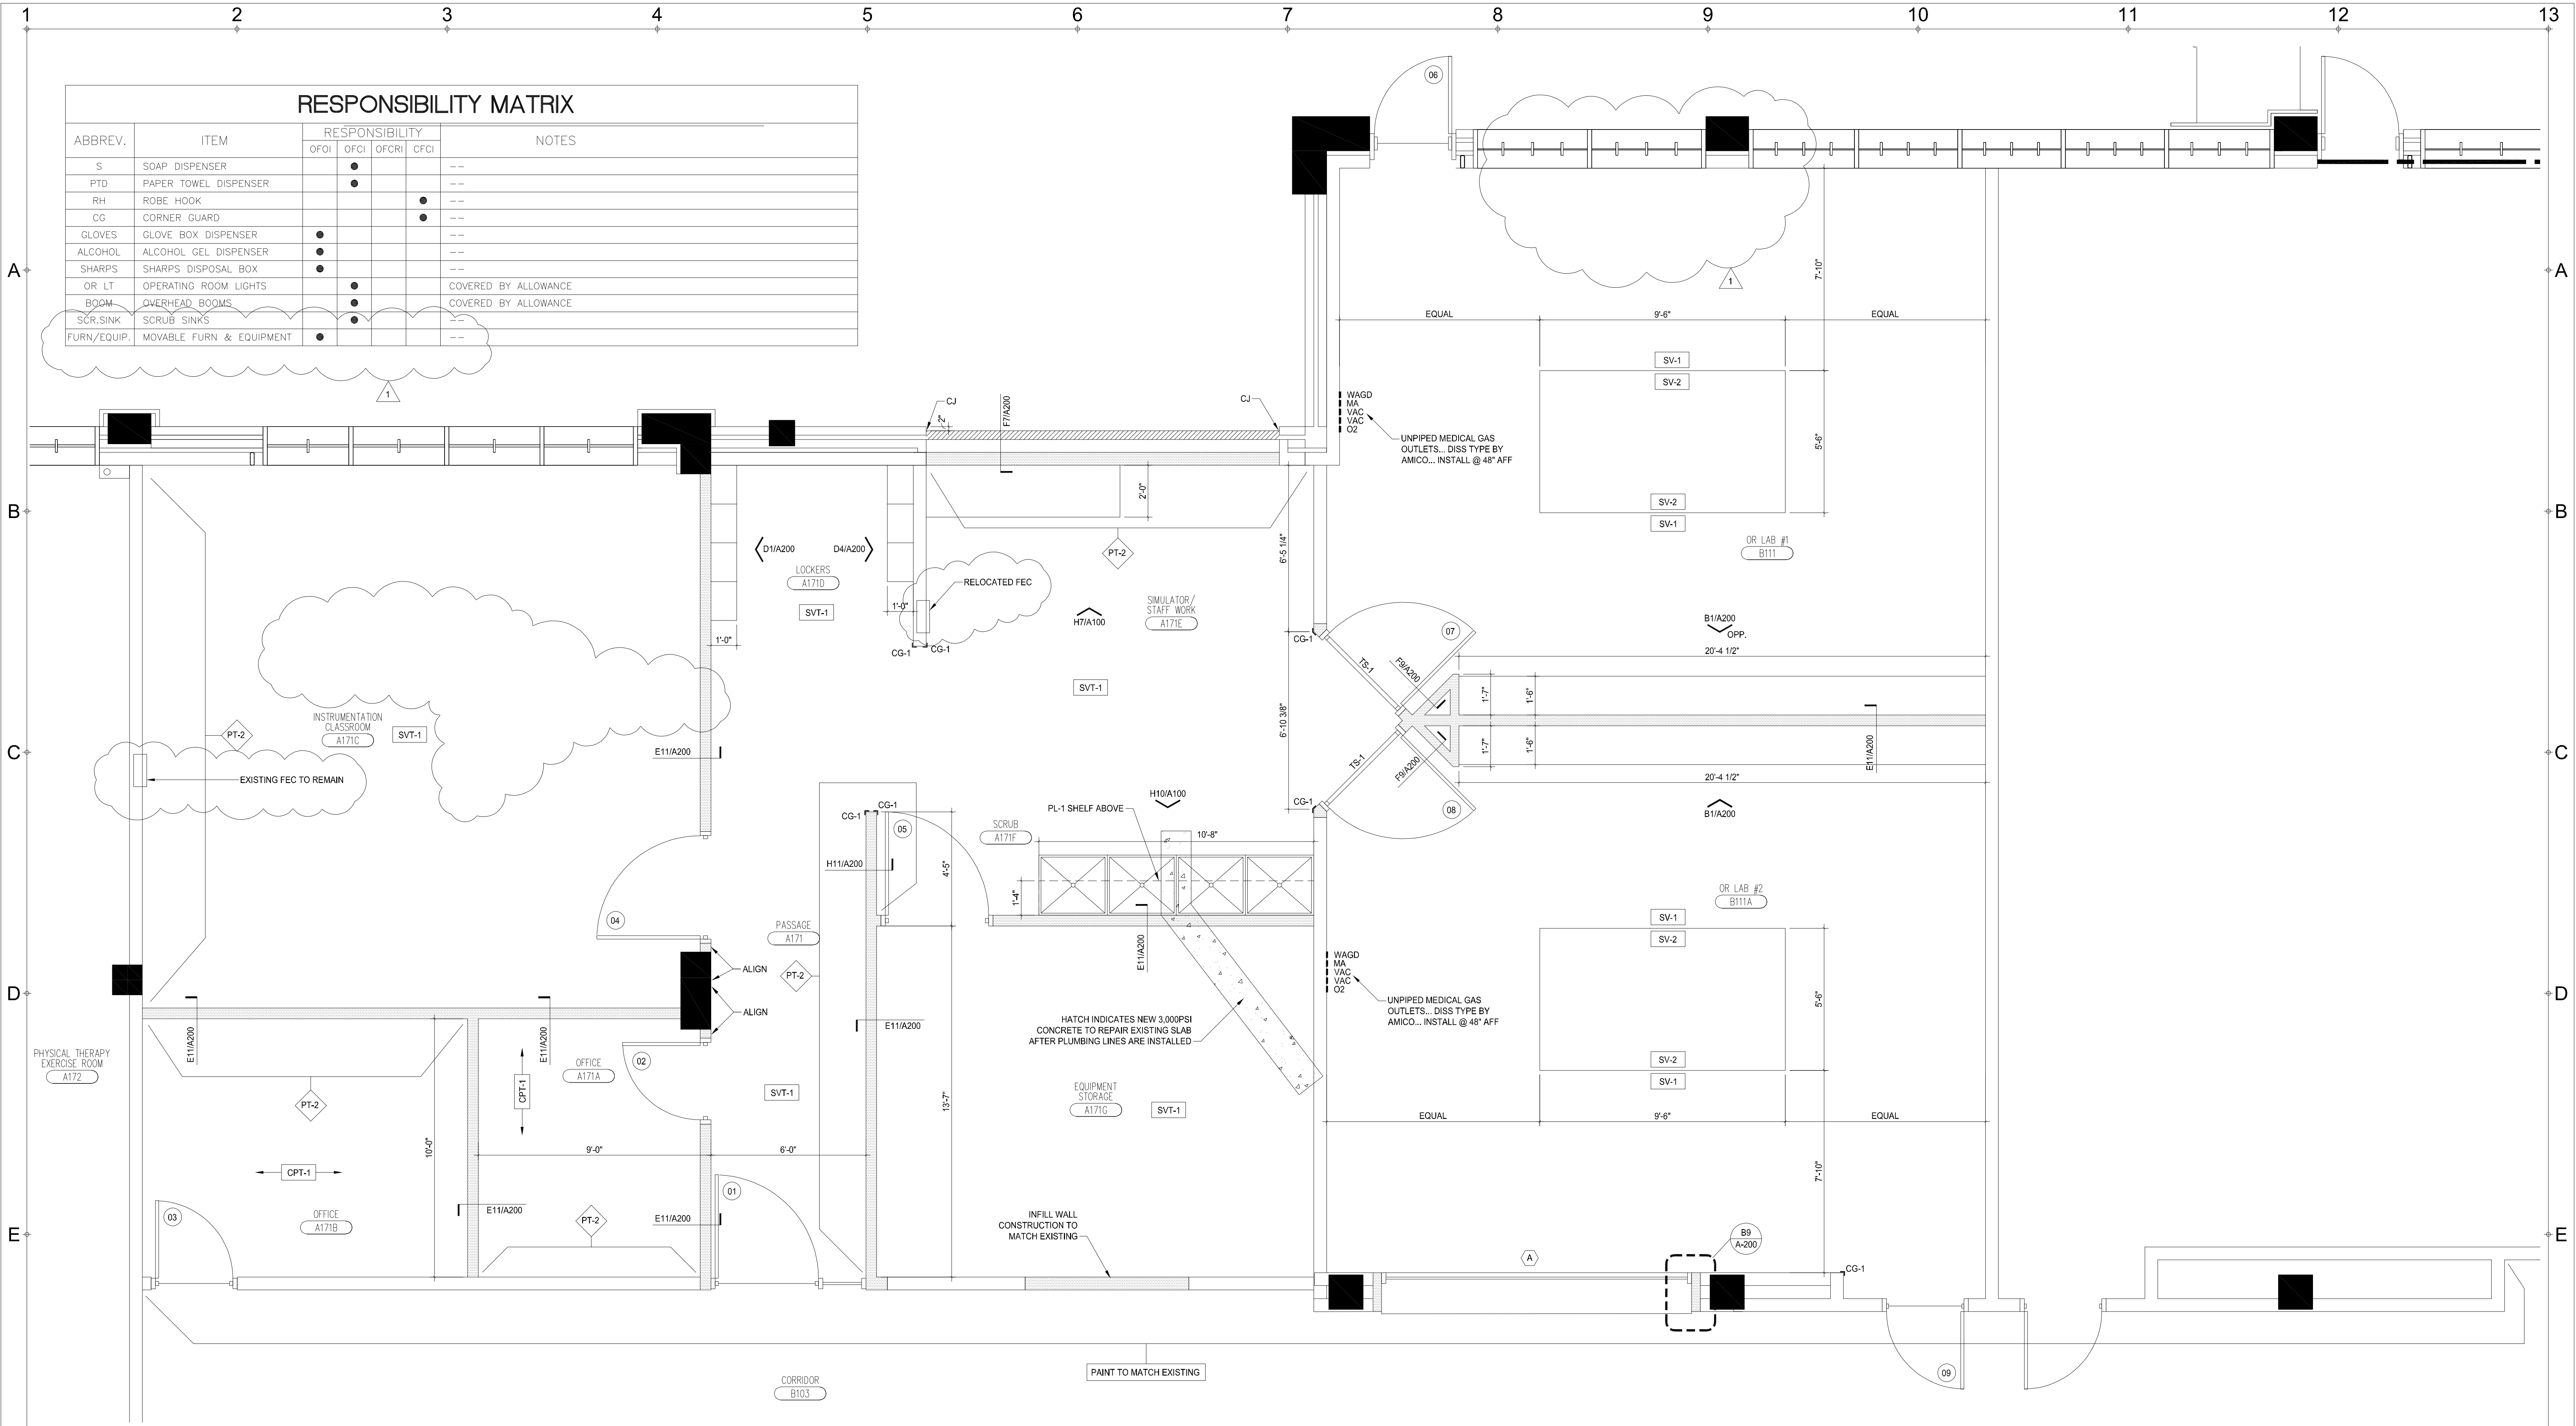 1 2 3 4 5 6 7 8 9 10 11 12 13
RESPONSIBILITY MATRIX
ABBREV. ITEM RESPONSIBILITY NOTES
OFOI OFCI OFCRI CFCI
S SOAP DISPENSER ● --
PTD PAPER TOWEL DISPENSER ● --
RH ROBE HOOK ● --
CG CORNER GUARD ● --
GLOVES GLOVE BOX DISPENSER ● --
ALCOHOL ALCOHOL GEL DISPENSER ● --
SHARPS SHARPS DISPOSAL BOX ● --
OR LT OPERATING ROOM LIGHTS ● COVERED BY ALLOWANCE
BOOM OVERHEAD BOOMS ● COVERED BY ALLOWANCE
SCR.SINK SCRUB SINKS ● --
FURN/EQUIP. MOVABLE FURN & EQUIPMENT ● --
1
06
1
A A
7'-10"
EQUAL 9'-6" EQUAL
SV-1
SV-2
CJ
2"
F7/A200
CJ
WAGD
MA
VAC
VAC
O2
UNPIPED MEDICAL GAS
OUTLETS... DISS TYPE BY
AMICO... INSTALL @ 48" AFF
5'-6"
SV-2
SV-1
B B
2'-0"
PT-2
D1/A200 D4/A200
LOCKERS
A171D
SVT-1
1'-0"
1'-0"
RELOCATED FEC
CG-1 CG-1
H7/A100
SIMULATOR/
STAFF WORK
A171E
SVT-1
6'-5 1/4"
OR LAB #1
B111
CG-1
07
TS-1
F9/A200
B1/A200
OPP.
20'-4 1/2"
1'-7" 1'-6"
6'-10 3/8"
INSTRUMENTATION
CLASSROOM
A171C
SVT-1
PT-2
C C
EXISTING FEC TO REMAIN
E11/A200
TS-1
F9/A200
1'-7" 1'-6"
E11/A200
20'-4 1/2"
08
B1/A200
CG-1
CG-1
CG-1
05
H10/A100
PL-1 SHELF ABOVE
SCRUB
A171F
10'-8"
H11/A200
4'-5"
1'-4"
E11/A200
04
PASSAGE
A171
PT-2
ALIGN
ALIGN
OR LAB #2
B111A
SV-1
SV-2
WAGD
MA
VAC
VAC
O2
UNPIPED MEDICAL GAS
OUTLETS... DISS TYPE BY
AMICO... INSTALL @ 48" AFF
5'-6"
D D
SV-2
SV-1
HATCH INDICATES NEW 3,000PSI
CONCRETE TO REPAIR EXISTING SLAB
AFTER PLUMBING LINES ARE INSTALLED
E11/A200
PHYSICAL THERAPY
EXERCISE ROOM
A172
E11/A200
E11/A200
OFFICE
A171A
02
CPT-1
PT-2
SVT-1
13'-7"
EQUIPMENT
STORAGE
A171G
SVT-1
EQUAL 9'-6" EQUAL
10'-0"
9'-0" 6'-0"
CPT-1
7'-10"
03
OFFICE
A171B
E11/A200
PT-2
E11/A200
01
INFILL WALL
CONSTRUCTION TO
MATCH EXISTING
E E
A
B9
A-200
CG-1
PAINT TO MATCH EXISTING
09
CORRIDOR
B103